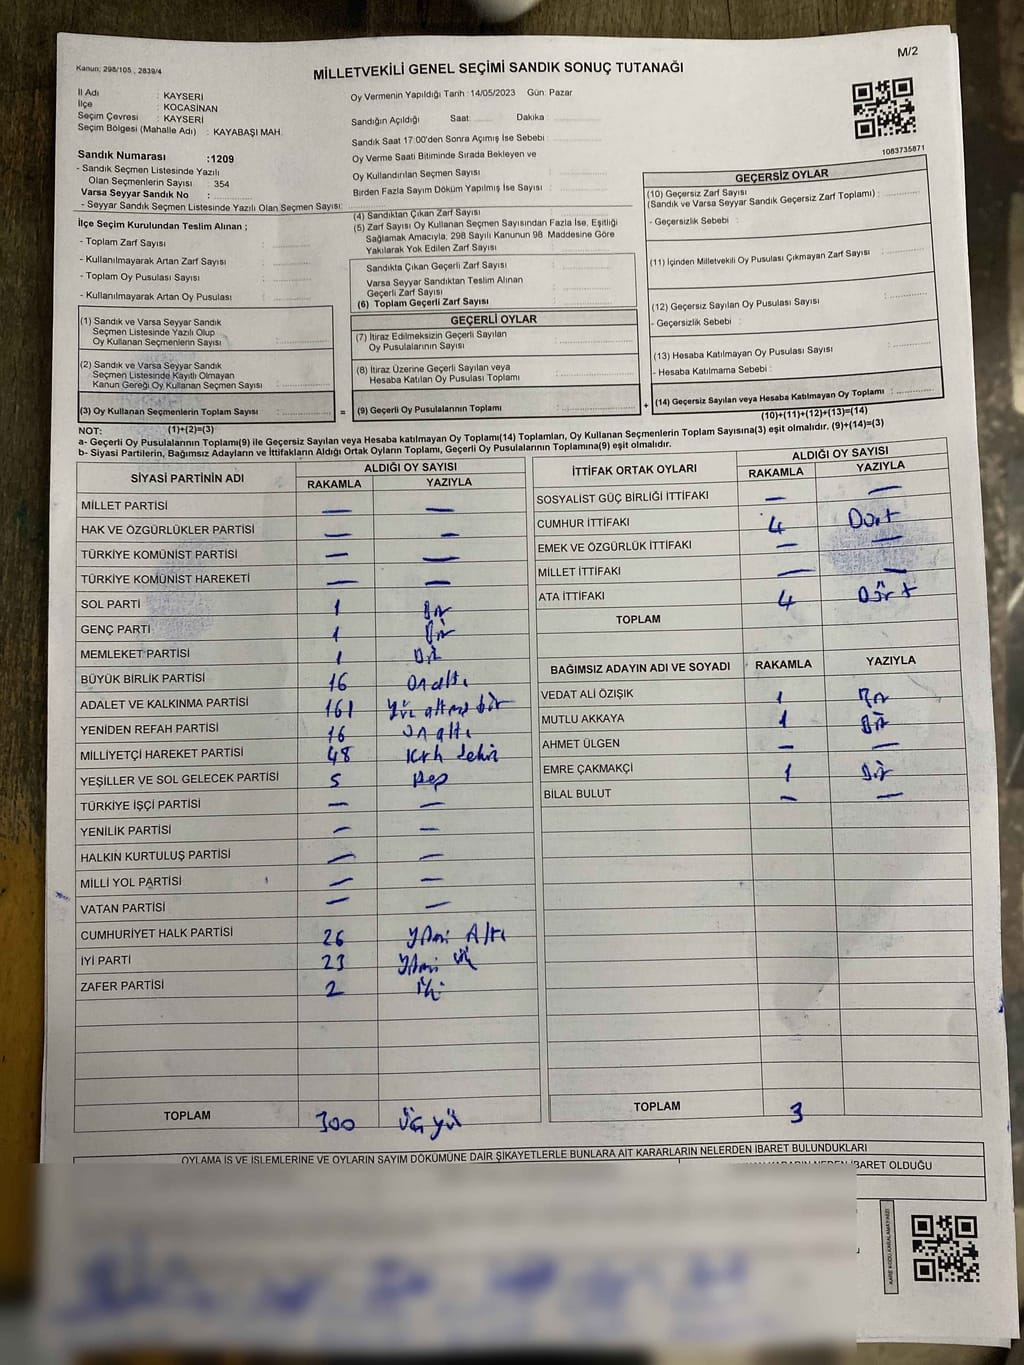 M/2
Kanun; 298/105 , 2839/4
MİLLETVEKİLİ GENEL SEÇİMİ SANDIK SONUÇ TUTANAĞI
1083735871
İl Adı : KAYSERİ
İlçe : KOCASİNAN
Seçim Çevresi : KAYSERİ
Seçim Bölgesi (Mahalle Adı) : KAYABAŞI MAH.
Sandık Numarası :1209
- Sandık Seçmen Listesinde Yazılı
Olan Seçmenlerin Sayısı : 354
Varsa Seyyar Sandık No :
- Seyyar Sandık Seçmen Listesinde Yazılı Olan Seçmen Sayısı:
Oy Vermenin Yapıldığı Tarih :14/05/2023 Gün: Pazar
Sandığın Açıldığı Saat: Dakika :
Sandık Saat 17:00'den Sonra Açımış İse Sebebi :
Oy Verme Saati Bitiminde Sırada Bekleyen ve
Oy Kullandırılan Seçmen Sayısı :
Birden Fazla Sayım Döküm Yapılmış İse Sayısı :
İlçe Seçim Kurulundan Teslim Alınan ;
- Toplam Zarf Sayısı :
- Kullanılmayarak Artan Zarf Sayısı :
- Toplam Oy Pusulası Sayısı :
- Kullanılmayarak Artan Oy Pusulası :
(1) Sandık ve Varsa Seyyar Sandık
Seçmen Listesinde Yazılı Olup
Oy Kullanan Seçmenlerin Sayısı :
(2) Sandık ve Varsa Seyyar Sandık
Seçmen Listesinde Kayıtlı Olmayan
Kanun Gereği Oy Kullanan Seçmen Sayısı :
(3) Oy Kullanan Seçmenlerin Toplam Sayısı :
(1)+(2)=(3)
(4) Sandıktan Çıkan Zarf Sayısı :
(5) Zarf Sayısı Oy Kullanan Seçmen Sayısından Fazla İse, Eşitliği
Sağlamak Amacıyla, 298 Sayılı Kanunun 98. Maddesine Göre
Yakılarak Yok Edilen Zarf Sayısı :
Sandıkta Çıkan Geçerli Zarf Sayısı :
Varsa Seyyar Sandıktan Teslim Alınan
Geçerli Zarf Sayısı :
(6) Toplam Geçerli Zarf Sayısı :
GEÇERLİ OYLAR
(7) İtiraz Edilmeksizin Geçerli Sayılan
Oy Pusulalarının Sayısı :
(8) İtiraz Üzerine Geçerli Sayılan veya
Hesaba Katılan Oy Pusulası Toplamı :
= (9) Geçerli Oy Pusulalarının Toplamı :
GEÇERSİZ OYLAR
(10) Geçersiz Zarf Sayısı
(Sandık ve Varsa Seyyar Sandık Geçersiz Zarf Toplamı) :
- Geçersizlik Sebebi :
(11) İçinden Milletvekili Oy Pusulası Çıkmayan Zarf Sayısı :
(12) Geçersiz Sayılan Oy Pusulası Sayısı :
- Geçersizlik Sebebi :
(13) Hesaba Katılmayan Oy Pusulası Sayısı :
- Hesaba Katılmama Sebebi :
+ (14) Geçersiz Sayılan veya Hesaba Katılmayan Oy Toplamı :
(10)+(11)+(12)+(13)=(14)
NOT:
a- Geçerli Oy Pusulalarının Toplamı(9) ile Geçersiz Sayılan veya Hesaba katılmayan Oy Toplamı(14) Toplamları, Oy Kullanan Seçmenlerin Toplam Sayısına(3) eşit olmalıdır. (9)+(14)=(3)
b- Siyasi Partilerin, Bağımsız Adayların ve İttifakların Aldığı Ortak Oyların Toplamı, Geçerli Oy Pusulalarının Toplamına(9) eşit olmalıdır.
SİYASİ PARTİNİN ADI ALDIĞI OY SAYISI
RAKAMLA YAZIYLA
MİLLET PARTİSİ — —
HAK VE ÖZGÜRLÜKLER PARTİSİ — —
TÜRKİYE KOMÜNİST PARTİSİ — —
TÜRKİYE KOMÜNİST HAREKETİ — —
SOL PARTİ 1 Bir
GENÇ PARTİ 1 Bir
MEMLEKET PARTİSİ 1 Bir
BÜYÜK BİRLİK PARTİSİ 16 Onaltı
ADALET VE KALKINMA PARTİSİ 161 Yüz altmış bir
YENİDEN REFAH PARTİSİ 16 Onaltı
MİLLİYETÇİ HAREKET PARTİSİ 48 Kırk sekiz
YEŞİLLER VE SOL GELECEK PARTİSİ 5 Beş
TÜRKİYE İŞÇİ PARTİSİ — —
YENİLİK PARTİSİ — —
HALKIN KURTULUŞ PARTİSİ — —
MİLLİ YOL PARTİSİ — —
VATAN PARTİSİ — —
CUMHURİYET HALK PARTİSİ 26 Yirmi Altı
İYİ PARTİ 23 Yirmi üç
ZAFER PARTİSİ 2 iki
TOPLAM 300 Üç yüz
İTTİFAK ORTAK OYLARI ALDIĞI OY SAYISI
RAKAMLA YAZIYLA
SOSYALİST GÜÇ BİRLİĞİ İTTİFAKI — —
CUMHUR İTTİFAKI 4 Dört
EMEK VE ÖZGÜRLÜK İTTİFAKI — —
MİLLET İTTİFAKI — —
ATA İTTİFAKI 4 Dört
TOPLAM
BAĞIMSIZ ADAYIN ADI VE SOYADI RAKAMLA YAZIYLA
VEDAT ALİ ÖZIŞIK 1 Bir
MUTLU AKKAYA 1 Bir
AHMET ÜLGEN — —
EMRE ÇAKMAKÇİ 1 Bir
BİLAL BULUT — —
TOPLAM 3
OYLAMA İŞ VE İŞLEMLERİNE VE OYLARIN SAYIM DÖKÜMÜNE DAİR ŞİKAYETLERLE BUNLARA AİT KARARLARIN NELERDEN İBARET BULUNDUKLARI
KARARIN NEDEN İBARET OLDUĞU
KARE KODU KARALAMAYINIZ!